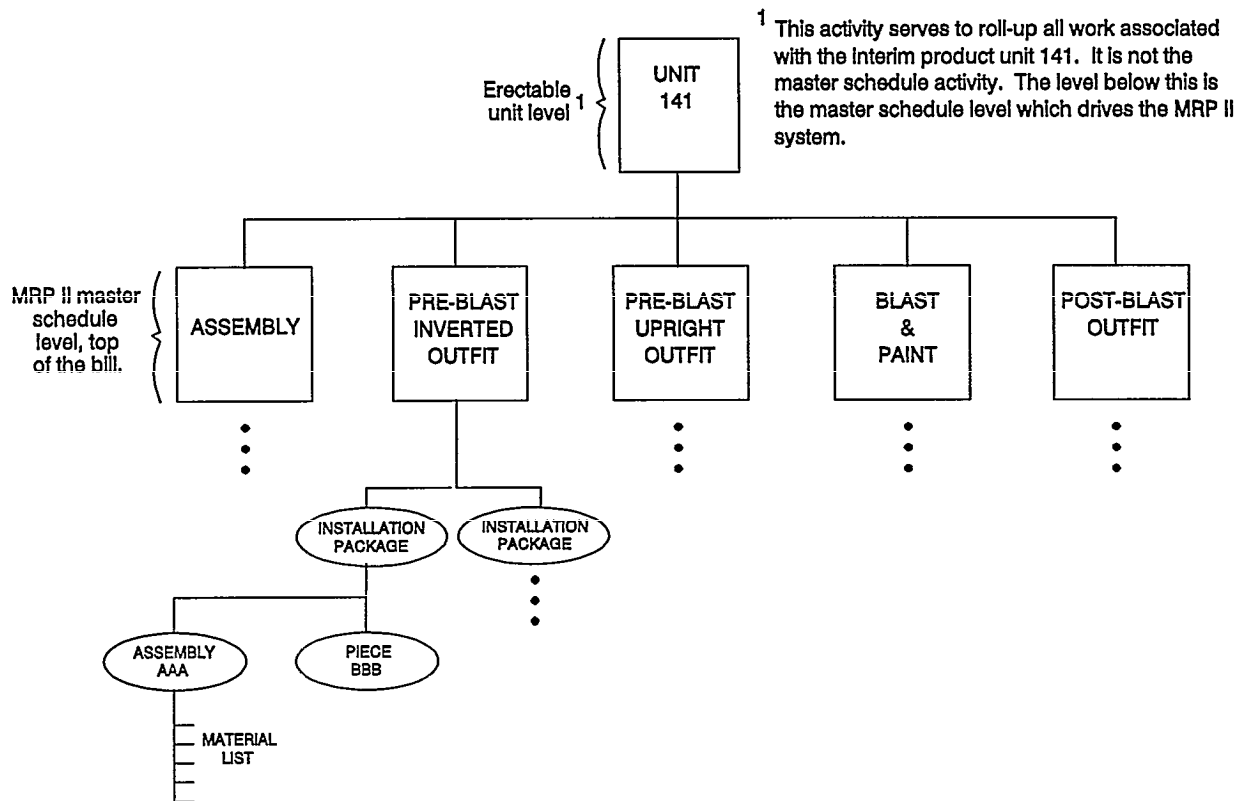 1 This activity serves to roll-up all work associated
with the interim product unit 141. It is not the
master schedule activity. The level below this is
the master schedule level which drives the MRP II
system.
Erectable
unit level 1
UNIT
141
MRP II master
schedule
level, top
of the bill.
ASSEMBLY
PRE-BLAST
INVERTED
OUTFIT
PRE-BLAST
UPRIGHT
OUTFIT
BLAST
&
PAINT
POST-BLAST
OUTFIT
INSTALLATION
PACKAGE
INSTALLATION
PACKAGE
ASSEMBLY
AAA
PIECE
BBB
MATERIAL
LIST